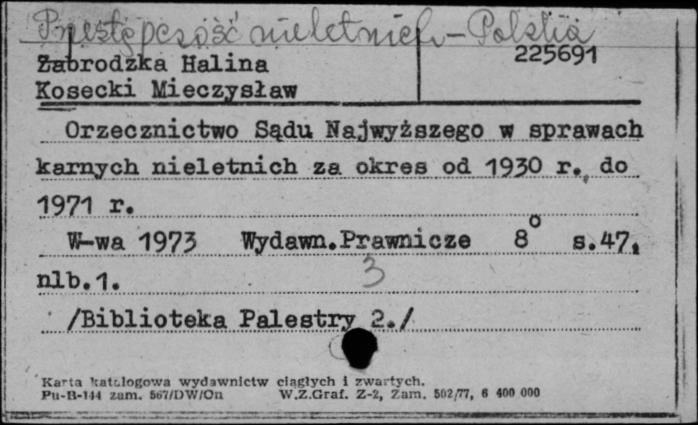 Przestępczość nieletnich - Polska
Zabrodzka Halina 225691
Kosecki Mieczysław
Orzecznictwo Sądu Najwyższego w sprawach
karnych nieletnich za okres od 1930 r. do
1971 r.
W-wa 1973 Wydawn.Prawnicze 8° s.47,
nlb.1. 3
/Biblioteka Palestry 2./
Karta katalogowa wydawnictw ciągłych i zwartych.
Pu-B-144 zam. 567/DW/On W.Z.Graf. Z-2, Zam. 502/77, 6 400 000